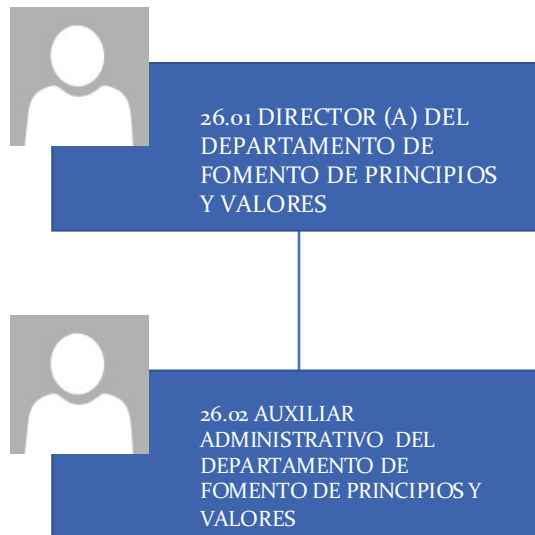 26.01 DIRECTOR (A) DEL
DEPARTAMENTO DE
FOMENTO DE PRINCIPIOS
Y VALORES
26.02 AUXILIAR
ADMINISTRATIVO DEL
DEPARTAMENTO DE
FOMENTO DE PRINCIPIOS Y
VALORES